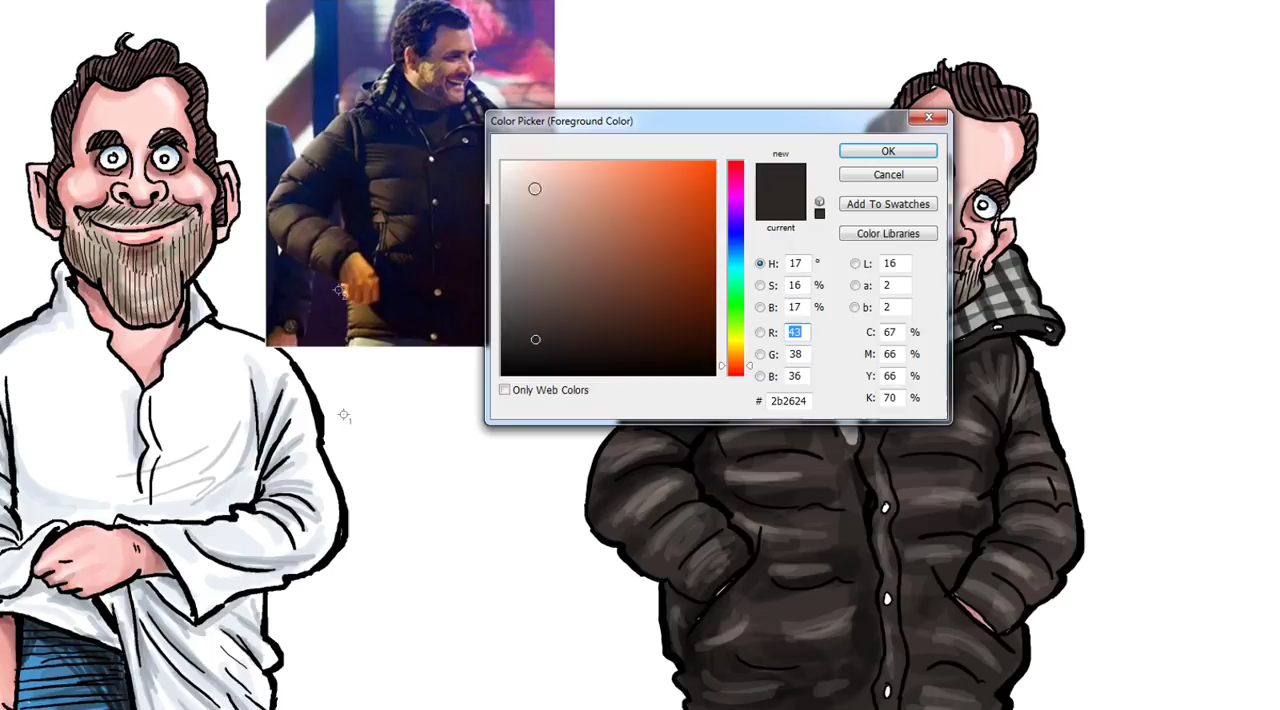 Color Picker (Foreground Color)
new
current
OK
Cancel
Add To Swatches
Color Libraries
H: 17 °
S: 16 %
B: 17 %
R: 43
G: 38
B: 36
# 2b2624
L: 16
a: 2
b: 2
C: 67 %
M: 66 %
Y: 66 %
K: 70 %
Only Web Colors
1